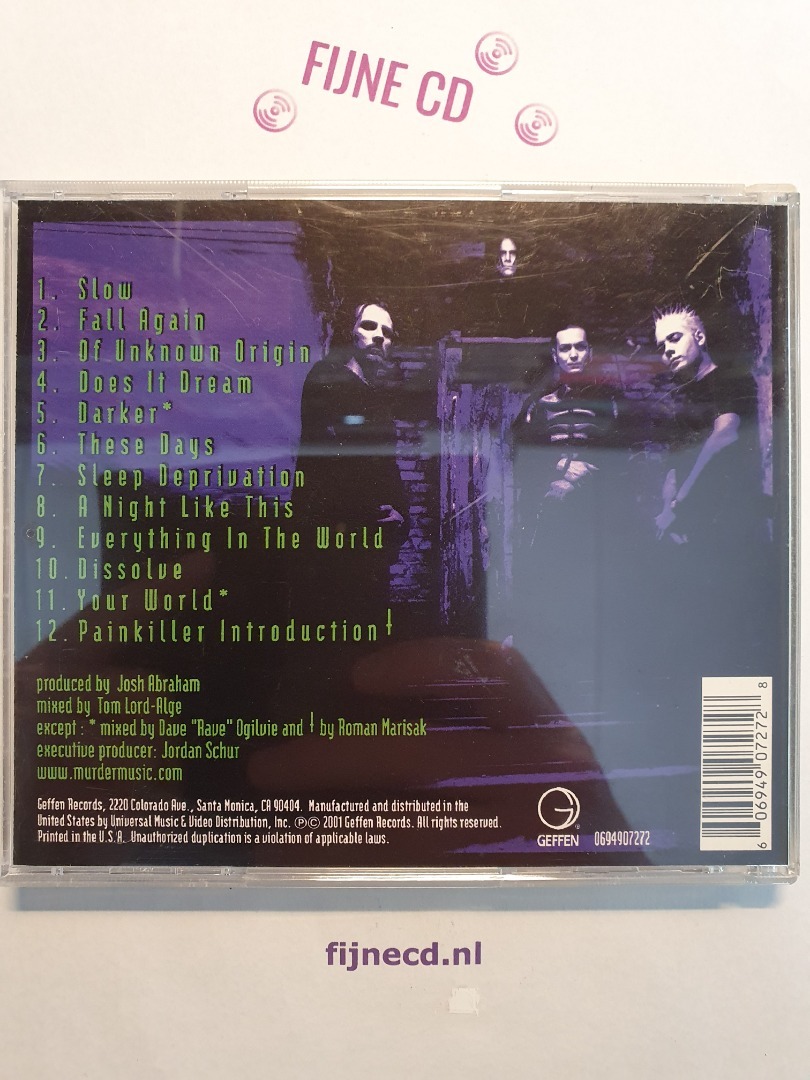 FIJNE CD
1. Slow
2. Fall Again
3. Of Unknown Origin
4. Does It Dream
5. Darker*
6. These Days
7. Sleep Deprivation
8. A Night Like This
9. Everything In The World
10. Dissolve
11. Your World*
12. Painkiller Introduction†
produced by Josh Abraham
mixed by Tom Lord-Alge
except : * mixed by Dave "Rave" Ogilvie and † by Roman Marisak
executive producer: Jordan Schur
www.murdermusic.com
Geffen Records, 2220 Colorado Ave., Santa Monica, CA 90404. Manufactured and distributed in the
United States by Universal Music & Video Distribution, Inc. ℗© 2001 Geffen Records. All rights reserved.
Printed in the U.S.A. Unauthorized duplication is a violation of applicable laws.
G®
GEFFEN
0694907272
6 06949 07272 8
fijnecd.nl